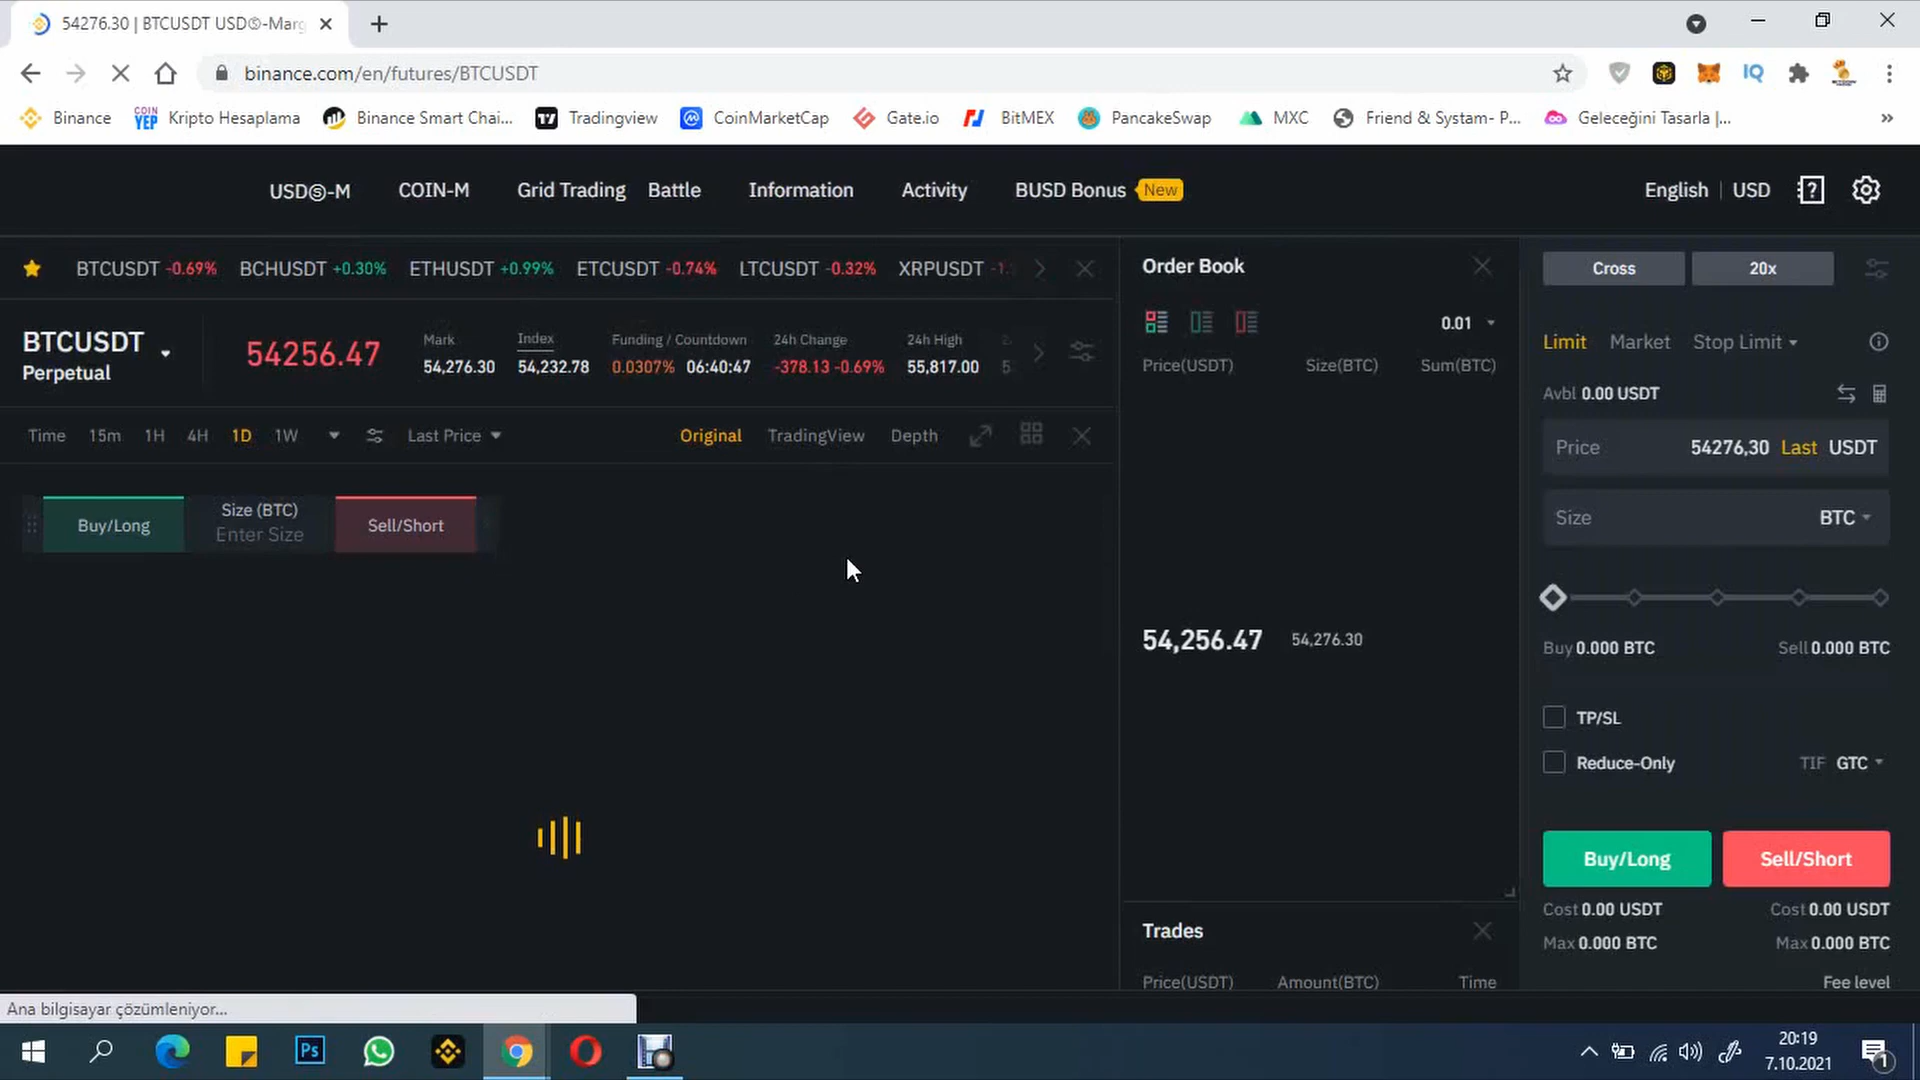 54276.30 | BTCUSDT USDⓈ-Marg
binance.com/en/futures/BTCUSDT
Binance
COIN YEP Kripto Hesaplama
Binance Smart Chai...
Tradingview
CoinMarketCap
Gate.io
BitMEX
PancakeSwap
MXC
Friend & Systam- P...
Geleceğini Tasarla |...
»
IQ
USDⓈ-M COIN-M Grid Trading Battle Information Activity BUSD Bonus New English | USD
BTCUSDT -0.69% BCHUSDT +0.30% ETHUSDT +0.99% ETCUSDT -0.74% LTCUSDT -0.32% XRPUSDT
BTCUSDT
Perpetual
54256.47
Mark
54,276.30
Index
54,232.78
Funding / Countdown
0.0307% 06:40:47
24h Change
-378.13 -0.69%
24h High
55,817.00
Time 15m 1H 4H 1D 1W Last Price Original TradingView Depth
Buy/Long
Size (BTC)
Enter Size
Sell/Short
Order Book
0.01
Price(USDT) Size(BTC) Sum(BTC)
54,256.47 54,276.30
Trades
Price(USDT) Amount(BTC) Time
Cross 20x
Limit Market Stop Limit
Avbl 0.00 USDT
Price 54276,30 Last USDT
Size BTC
Buy 0.000 BTC Sell 0.000 BTC
TP/SL
Reduce-Only TIF GTC
Buy/Long Sell/Short
Cost 0.00 USDT Cost 0.00 USDT
Max 0.000 BTC Max 0.000 BTC
Fee level
Ana bilgisayar çözümleniyor...
Ps
20:19
7.10.2021
1